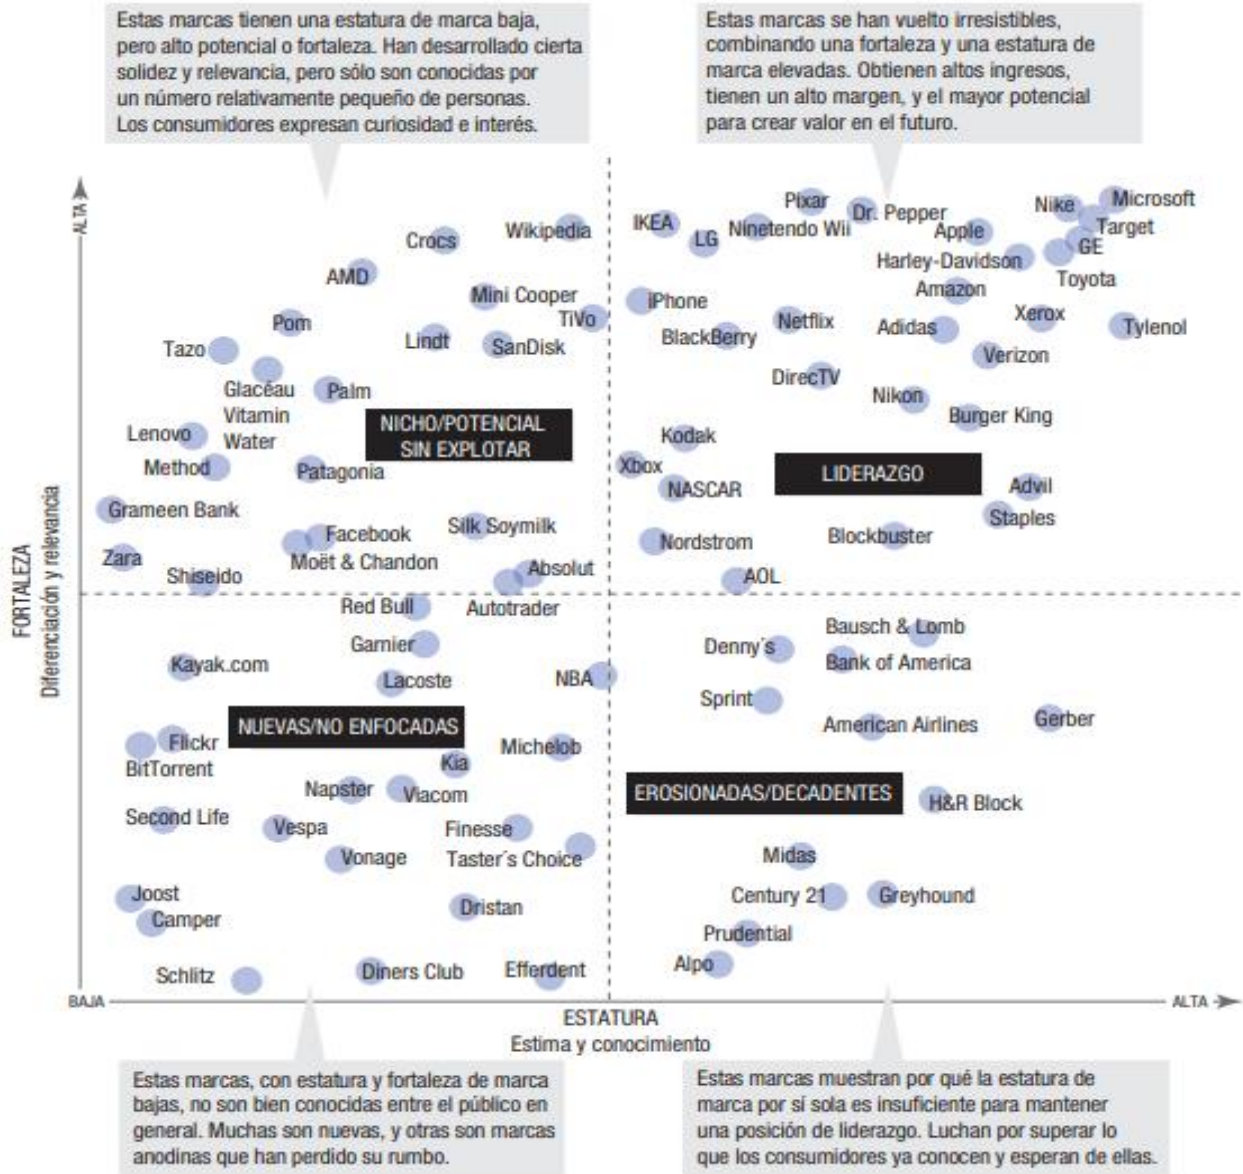 Estas marcas tienen una estatura de marca baja,
pero alto potencial o fortaleza. Han desarrollado cierta
solidez y relevancia, pero sólo son conocidas por
un número relativamente pequeño de personas.
Los consumidores expresan curiosidad e interés.
Estas marcas se han vuelto irresistibles,
combinando una fortaleza y una estatura de
marca elevadas. Obtienen altos ingresos,
tienen un alto margen, y el mayor potencial
para crear valor en el futuro.
ALTA
FORTALEZA
Diferenciación y relevancia
Crocs
Wikipedia
AMD
Mini Cooper
TiVo
Pom
Lindt
SanDisk
Tazo
Glacéau
Vitamin
Water
Palm
NICHO/POTENCIAL
SIN EXPLOTAR
Lenovo
Method
Patagonia
Grameen Bank
Facebook
Silk Soymilk
Moët & Chandon
Zara
Shiseido
Absolut
Autotrader
IKEA
LG
Pixar
Ninetendo Wii
Dr. Pepper
Apple
Nike
Microsoft
Target
GE
Harley-Davidson
Toyota
Amazon
iPhone
BlackBerry
Netflix
Adidas
Xerox
Tylenol
Verizon
DirecTV
Nikon
Burger King
Kodak
Xbox
NASCAR
LIDERAZGO
Advil
Staples
Nordstrom
Blockbuster
AOL
Red Bull
Garnier
Kayak.com
Lacoste
NBA
NUEVAS/NO ENFOCADAS
Flickr
BitTorrent
Michelob
Kia
Napster
Viacom
Second Life
Vespa
Finesse
Vonage
Taster´s Choice
Joost
Camper
Dristan
Schlitz
Diners Club
Efferdent
Bausch & Lomb
Denny´s
Bank of America
Sprint
American Airlines
Gerber
EROSIONADAS/DECADENTES
H&R Block
Midas
Century 21
Greyhound
Prudential
Alpo
BAJA
ALTA
ESTATURA
Estima y conocimiento
Estas marcas, con estatura y fortaleza de marca
bajas, no son bien conocidas entre el público en
general. Muchas son nuevas, y otras son marcas
anodinas que han perdido su rumbo.
Estas marcas muestran por qué la estatura de
marca por sí sola es insuficiente para mantener
una posición de liderazgo. Luchan por superar lo
que los consumidores ya conocen y esperan de ellas.